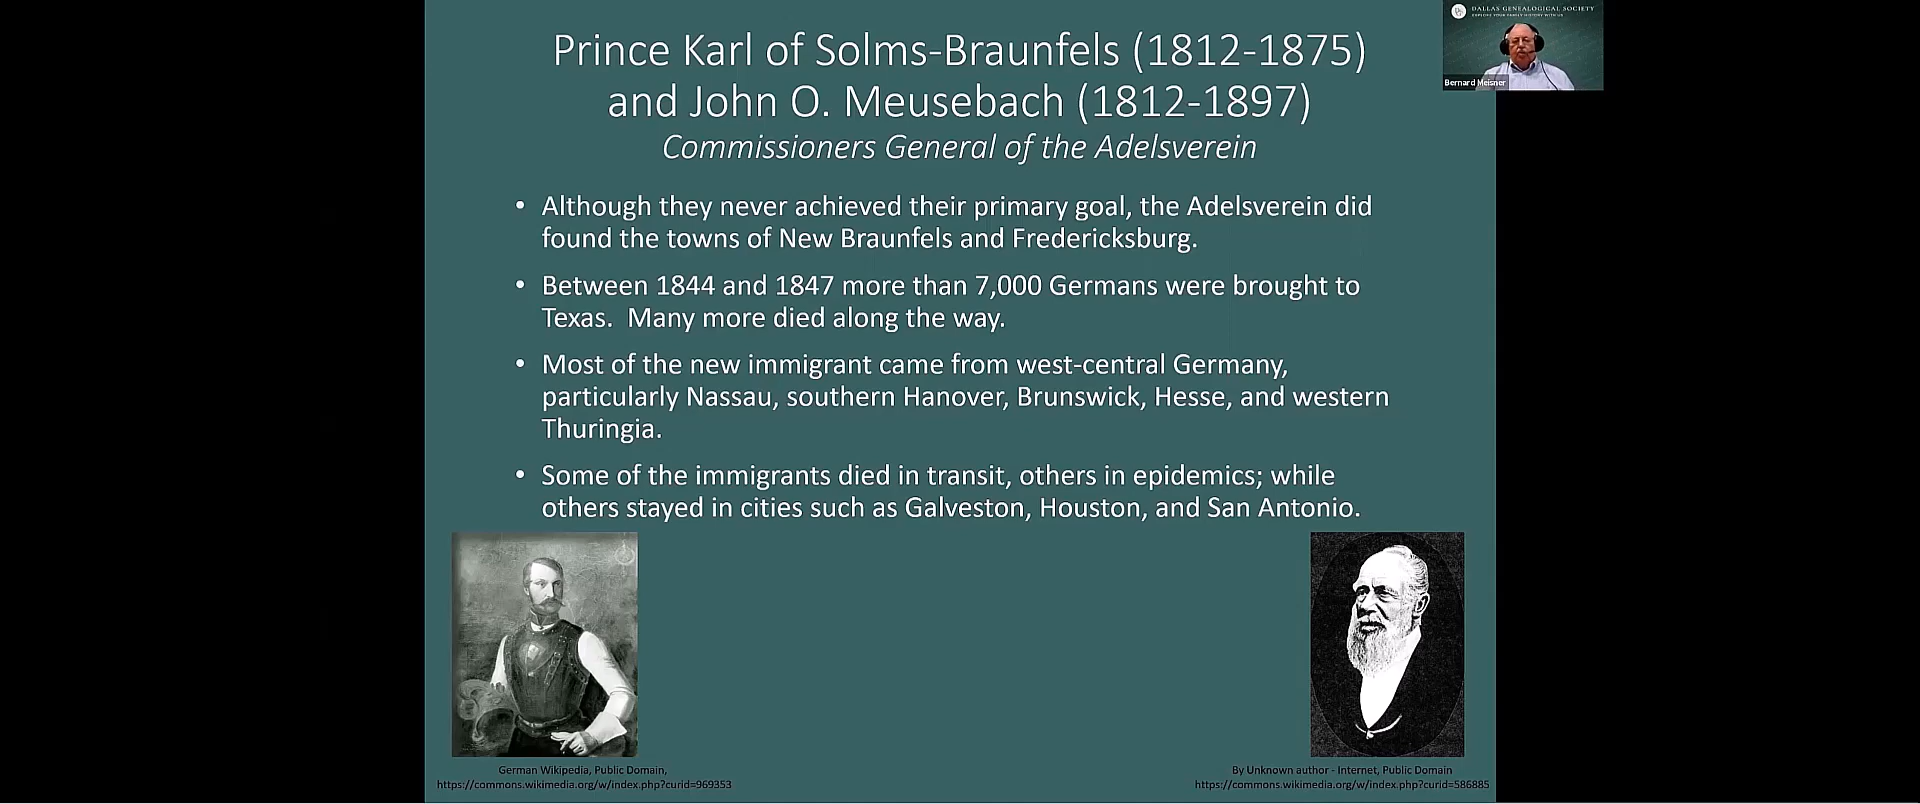 Prince Karl of Solms-Braunfels (1812-1875)
and John O. Meusebach (1812-1897)
Commissioners General of the Adelsverein
• Although they never achieved their primary goal, the Adelsverein did
found the towns of New Braunfels and Fredericksburg.
• Between 1844 and 1847 more than 7,000 Germans were brought to
Texas.  Many more died along the way.
• Most of the new immigrant came from west-central Germany,
particularly Nassau, southern Hanover, Brunswick, Hesse, and western
Thuringia.
• Some of the immigrants died in transit, others in epidemics; while
others stayed in cities such as Galveston, Houston, and San Antonio.
German Wikipedia, Public Domain,
https://commons.wikimedia.org/w/index.php?curid=969353
By Unknown author - Internet, Public Domain
https://commons.wikimedia.org/w/index.php?curid=586885
DALLAS GENEALOGICAL SOCIETY
EXPLORE YOUR FAMILY HISTORY WITH US
Bernard Meisner